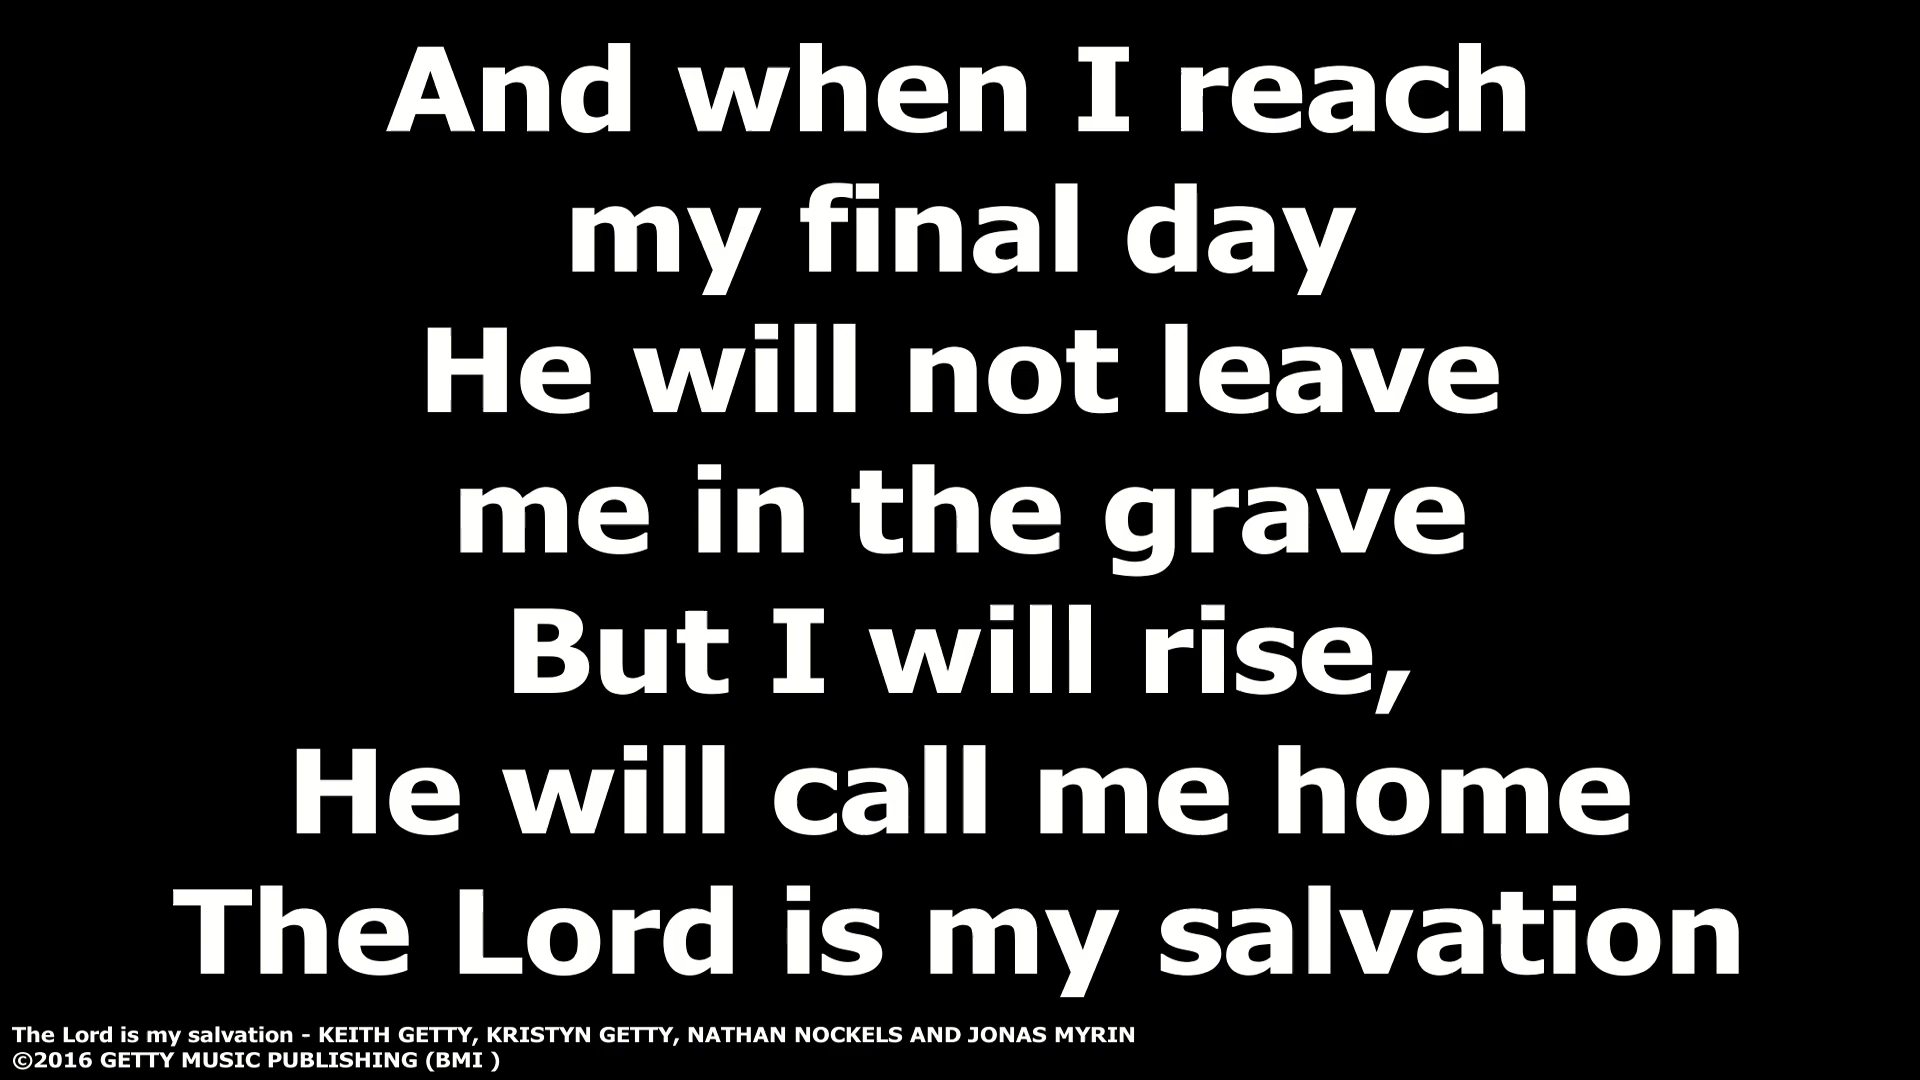 And when I reach
my final day
He will not leave
me in the grave
But I will rise,
He will call me home
The Lord is my salvation
The Lord is my salvation - KEITH GETTY, KRISTYN GETTY, NATHAN NOCKELS AND JONAS MYRIN
©2016 GETTY MUSIC PUBLISHING (BMI )